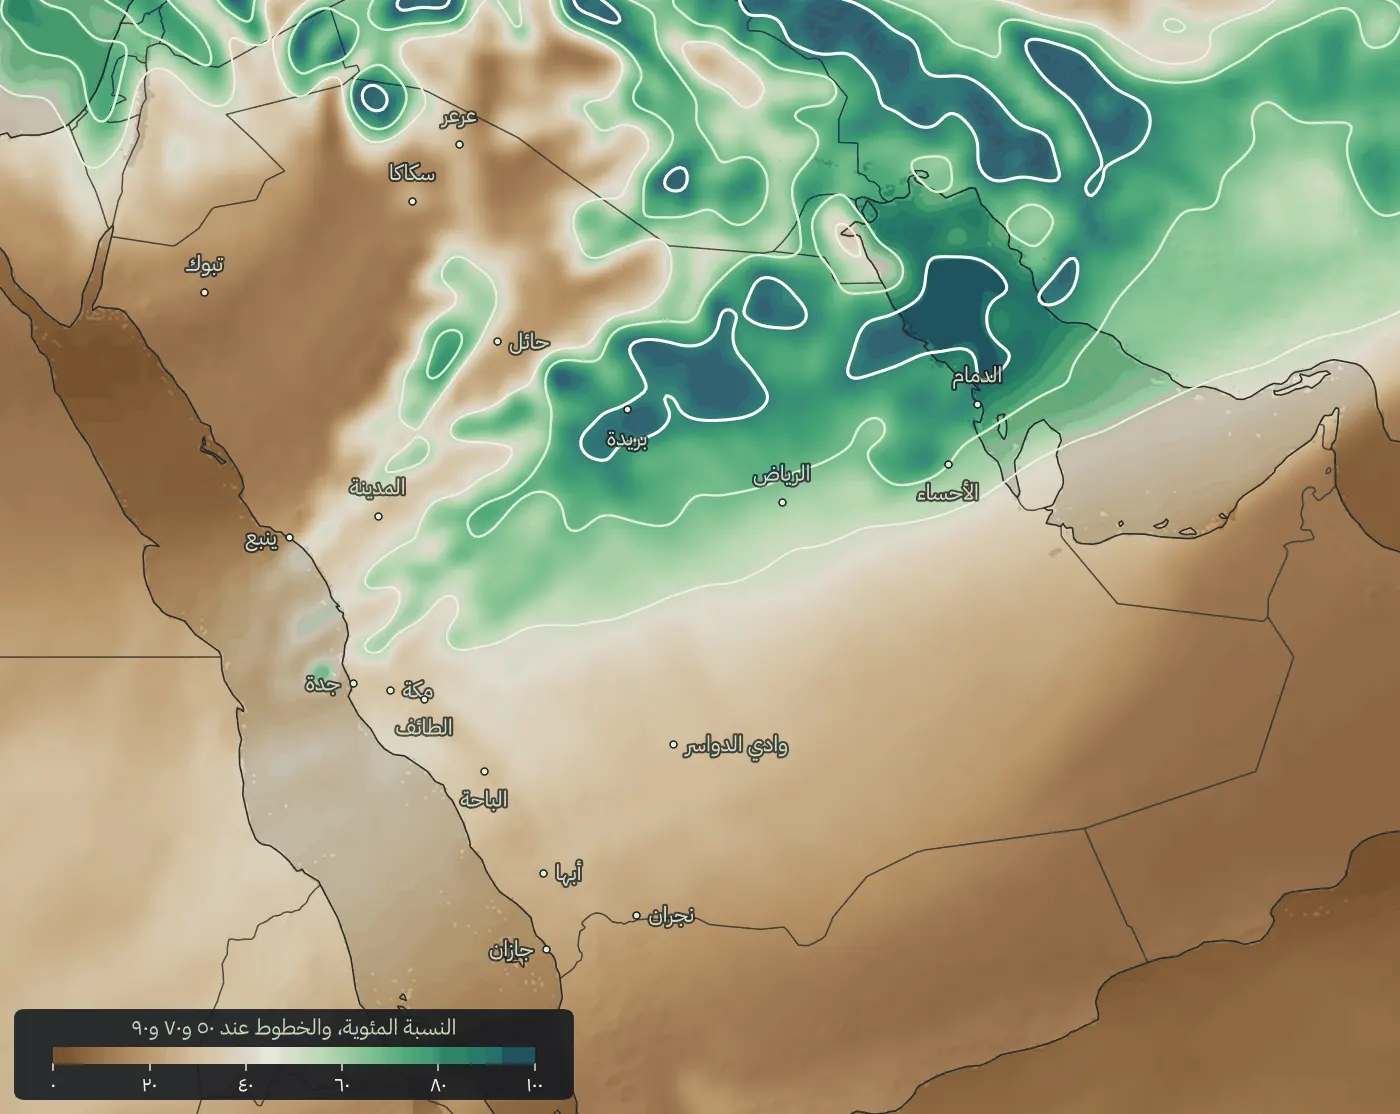 عرعر
سكاكا
تبوك
حائل
الدمام
بريدة
الرياض
المدينة
الأحساء
ينبع
جدة
مكة
الطائف
وادي الدواسر
الباحة
أبها
نجران
جازان
النسبة المئوية، والخطوط عند ٥٠ و٧٠ و٩٠
٠ ٢٠ ٤٠ ٦٠ ٨٠ ١٠٠